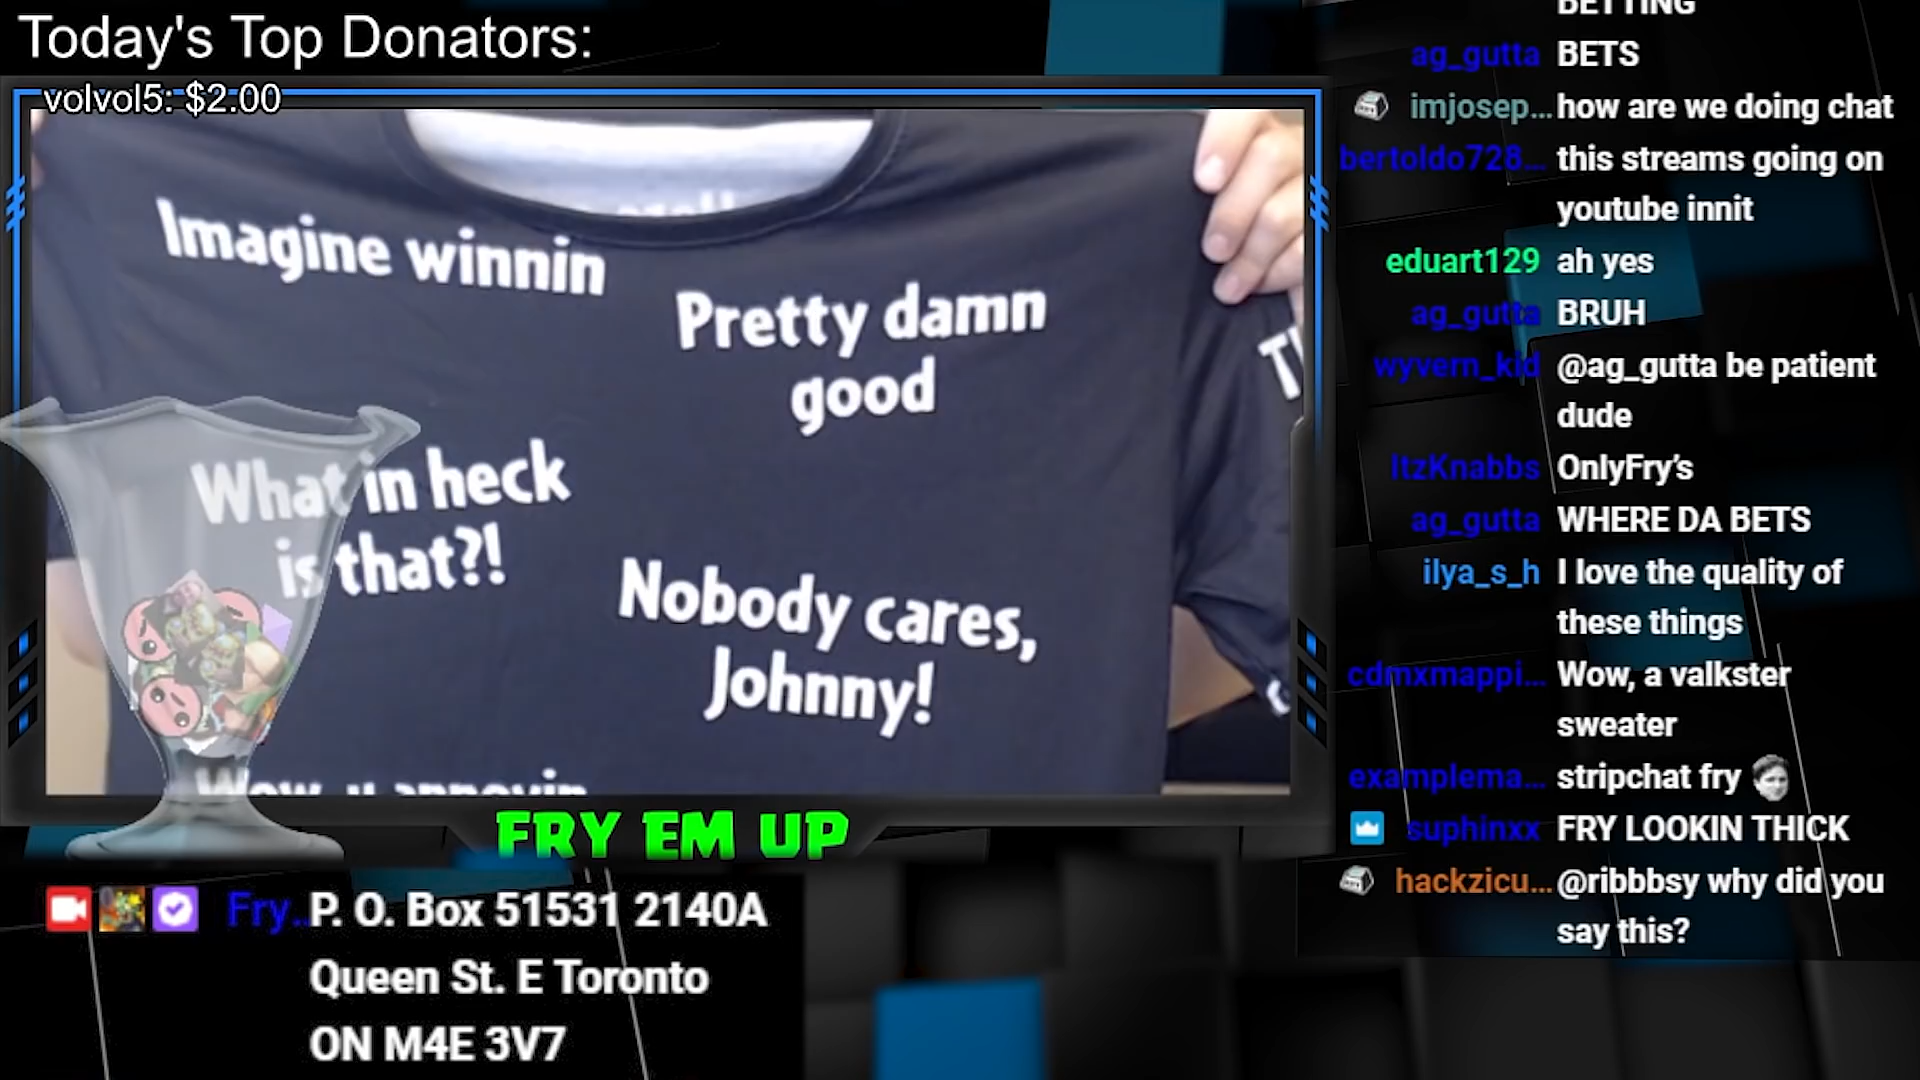 Today's Top Donators:
volvol5: $2.00
Imagine winnin
Pretty damn
good
What in heck
is that?!
Nobody cares,
Johnny!
Wow, u annoyin
FRY EM UP
Fry.. P. O. Box 51531 2140A
Queen St. E Toronto
ON M4E 3V7
BETTING
ag_gutta BETS
imjosep... how are we doing chat
bertoldo728... this streams going on
youtube innit
eduart129 ah yes
ag_gutta BRUH
wyvern_kid @ag_gutta be patient
dude
ItzKnabbs OnlyFry’s
ag_gutta WHERE DA BETS
ilya_s_h I love the quality of
these things
cdmxmappi... Wow, a valkster
sweater
examplema... stripchat fry
suphinxx FRY LOOKIN THICK
hackzicu... @ribbbsy why did you
say this?